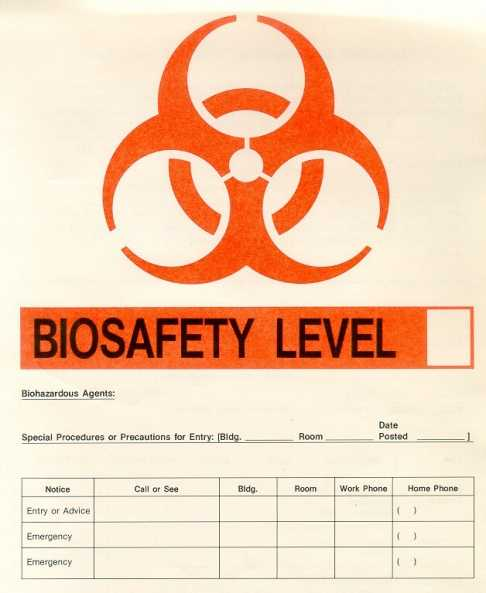 BIOSAFETY LEVEL
Biohazardous Agents:
Date
Special Procedures or Precautions for Entry: [Bldg. ________ Room ________ Posted ________ ]
Notice Call or See Bldg. Room Work Phone Home Phone
Entry or Advice ( )
Emergency ( )
Emergency ( )